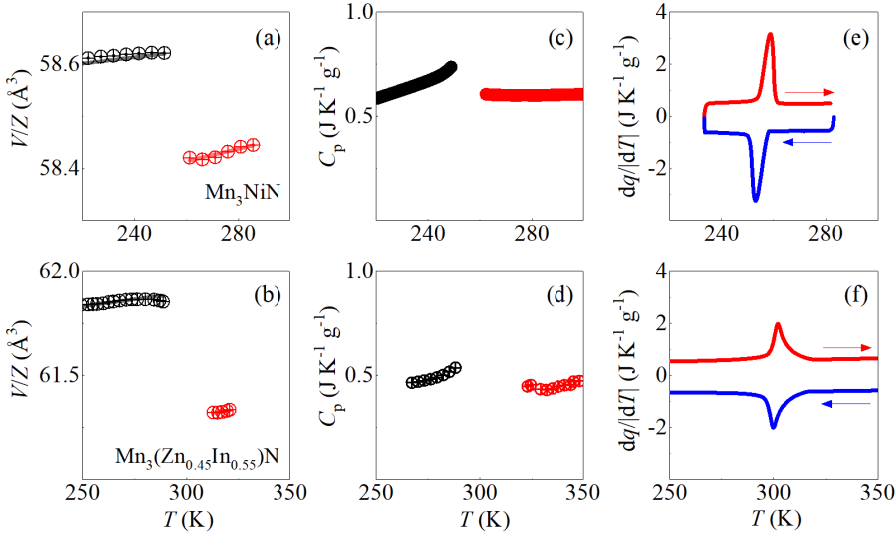 (a)
V/Z (Å³)
58.6
58.4
Mn₃NiN
240
280
(c)
Cₚ (J K⁻¹ g⁻¹)
1.0
0.5
240
280
(e)
dq/|dT| (J K⁻¹ g⁻¹)
4
2
0
-2
240
280
(b)
V/Z (Å³)
62.0
61.5
Mn₃(Zn₀.₄₅In₀.₅₅)N
250
300
350
T (K)
(d)
Cₚ (J K⁻¹ g⁻¹)
1.0
0.5
250
300
350
T (K)
(f)
dq/|dT| (J K⁻¹ g⁻¹)
4
2
0
-2
250
300
350
T (K)